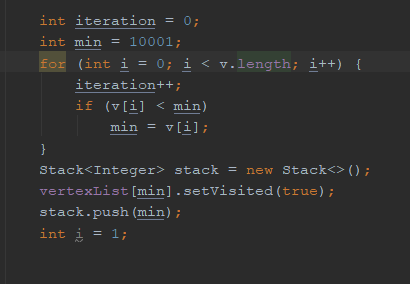 int iteration = 0;
int min = 10001;
for (int i = 0; i < v.length; i++) {
iteration++;
if (v[i] < min)
min = v[i];
}
Stack<Integer> stack = new Stack<>();
vertexList[min].setVisited(true);
stack.push(min);
int i = 1;